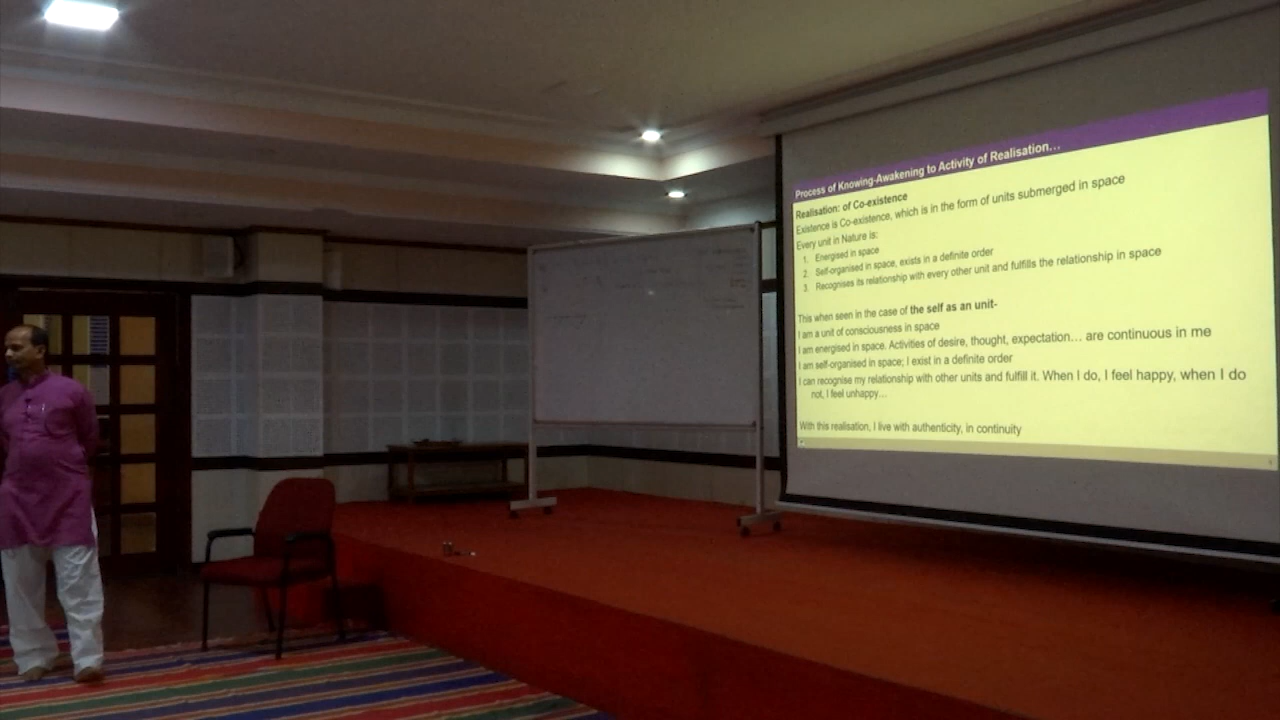 Process of Knowing-Awakening to Activity of Realisation...
Realisation: of Co-existence
Existence is Co-existence, which is in the form of units submerged in space
Every unit in Nature is:
1. Energised in space
2. Self-organised in space, exists in a definite order
3. Recognises its relationship with every other unit and fulfills the relationship in space
This when seen in the case of the self as an unit-
I am a unit of consciousness in space
I am energised in space. Activities of desire, thought, expectation... are continuous in me
I am self-organised in space; I exist in a definite order
I can recognise my relationship with other units and fulfill it. When I do, I feel happy, when I do
not, I feel unhappy...
With this realisation, I live with authenticity, in continuity